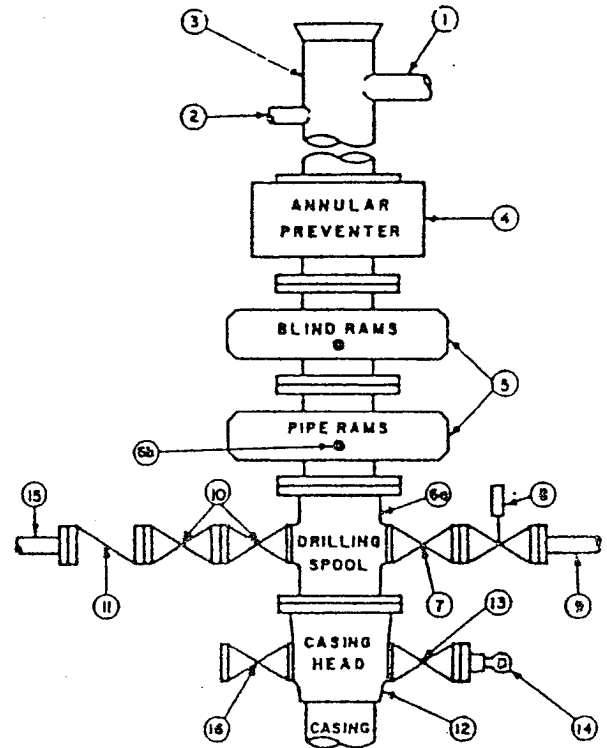 3
1
2
ANNULAR
PREVENTER
4
BLIND RAMS
5
PIPE RAMS
6b
6a
8
15
10
DRILLING
SPOOL
11
7
9
13
CASING
HEAD
16
12
14
CASING